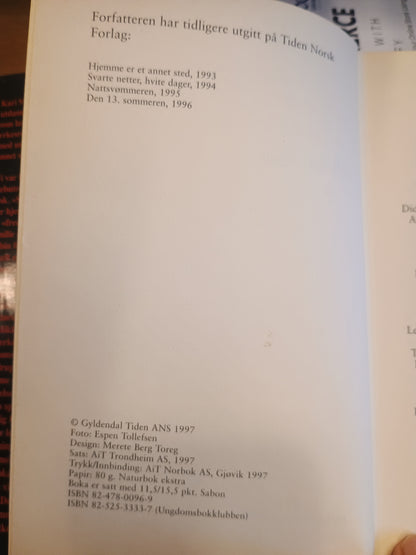 Forfatteren har tidligere utgitt på Tiden Norsk
Forlag:
Hjemme er et annet sted, 1993
Svarte netter, hvite dager, 1994
Nattsvømmeren, 1995
Den 13. sommeren, 1996
© Gyldendal Tiden ANS 1997
Foto: Espen Tollefsen
Design: Merete Berg Toreg
Sats: AiT Trondheim AS, 1997
Trykk/Innbinding: AiT Norbok AS, Gjøvik 1997
Papir: 80 g. Naturbok ekstra
Boka er satt med 11,5/15,5 pkt. Sabon
ISBN 82-478-0096-9
ISBN 82-525-3333-7 (Ungdomsbokklubben)
WITH